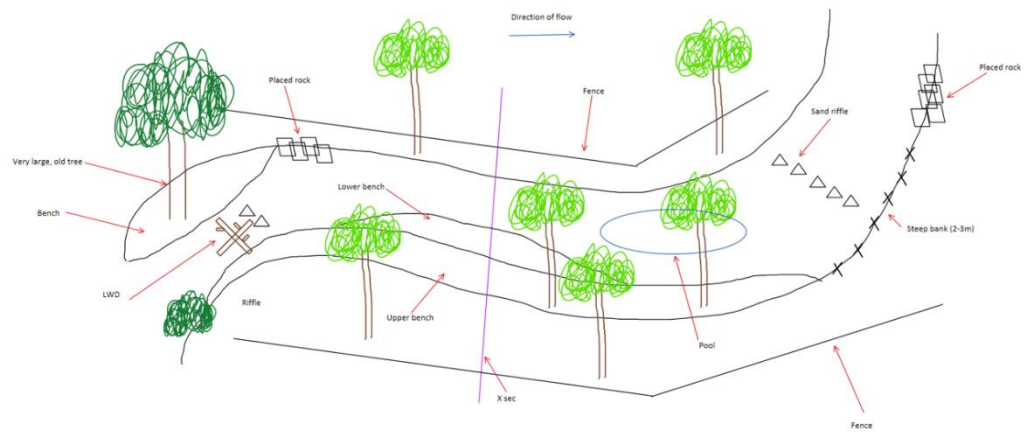 Direction of flow
Placed rock
Placed rock
Fence
Sand riffle
Very large, old tree
Lower bench
Bench
Steep bank (2-3m)
LWD
Riffle
Upper bench
Pool
X sec
Fence